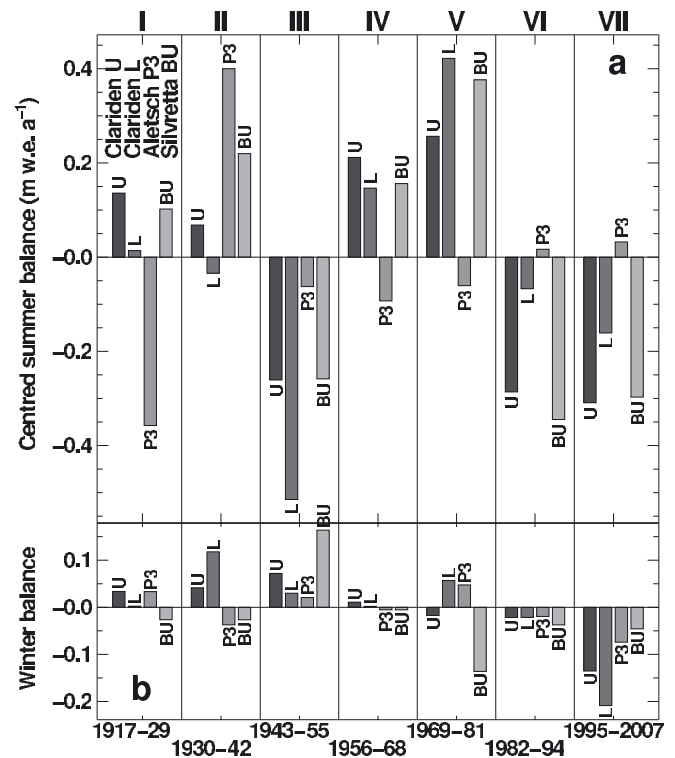 I II III IV V VI VII
a
Clariden U
Clariden L
Aletsch P3
Silvretta BU
Centred summer balance (m w.e. a⁻¹)
0.4
0.2
−0.0
−0.2
−0.4
U L P3 BU
U L P3 BU
U L P3 BU
U L P3 BU
U L P3 BU
U L P3 BU
U L P3 BU
b
Winter balance
0.1
−0.0
−0.1
−0.2
U L P3 BU
U L P3 BU
U L P3 BU
U L P3 BU
U L P3 BU
U L P3 BU
U L P3 BU
1917−29 1943−55 1969−81 1995−2007
1930−42 1956−68 1982−94